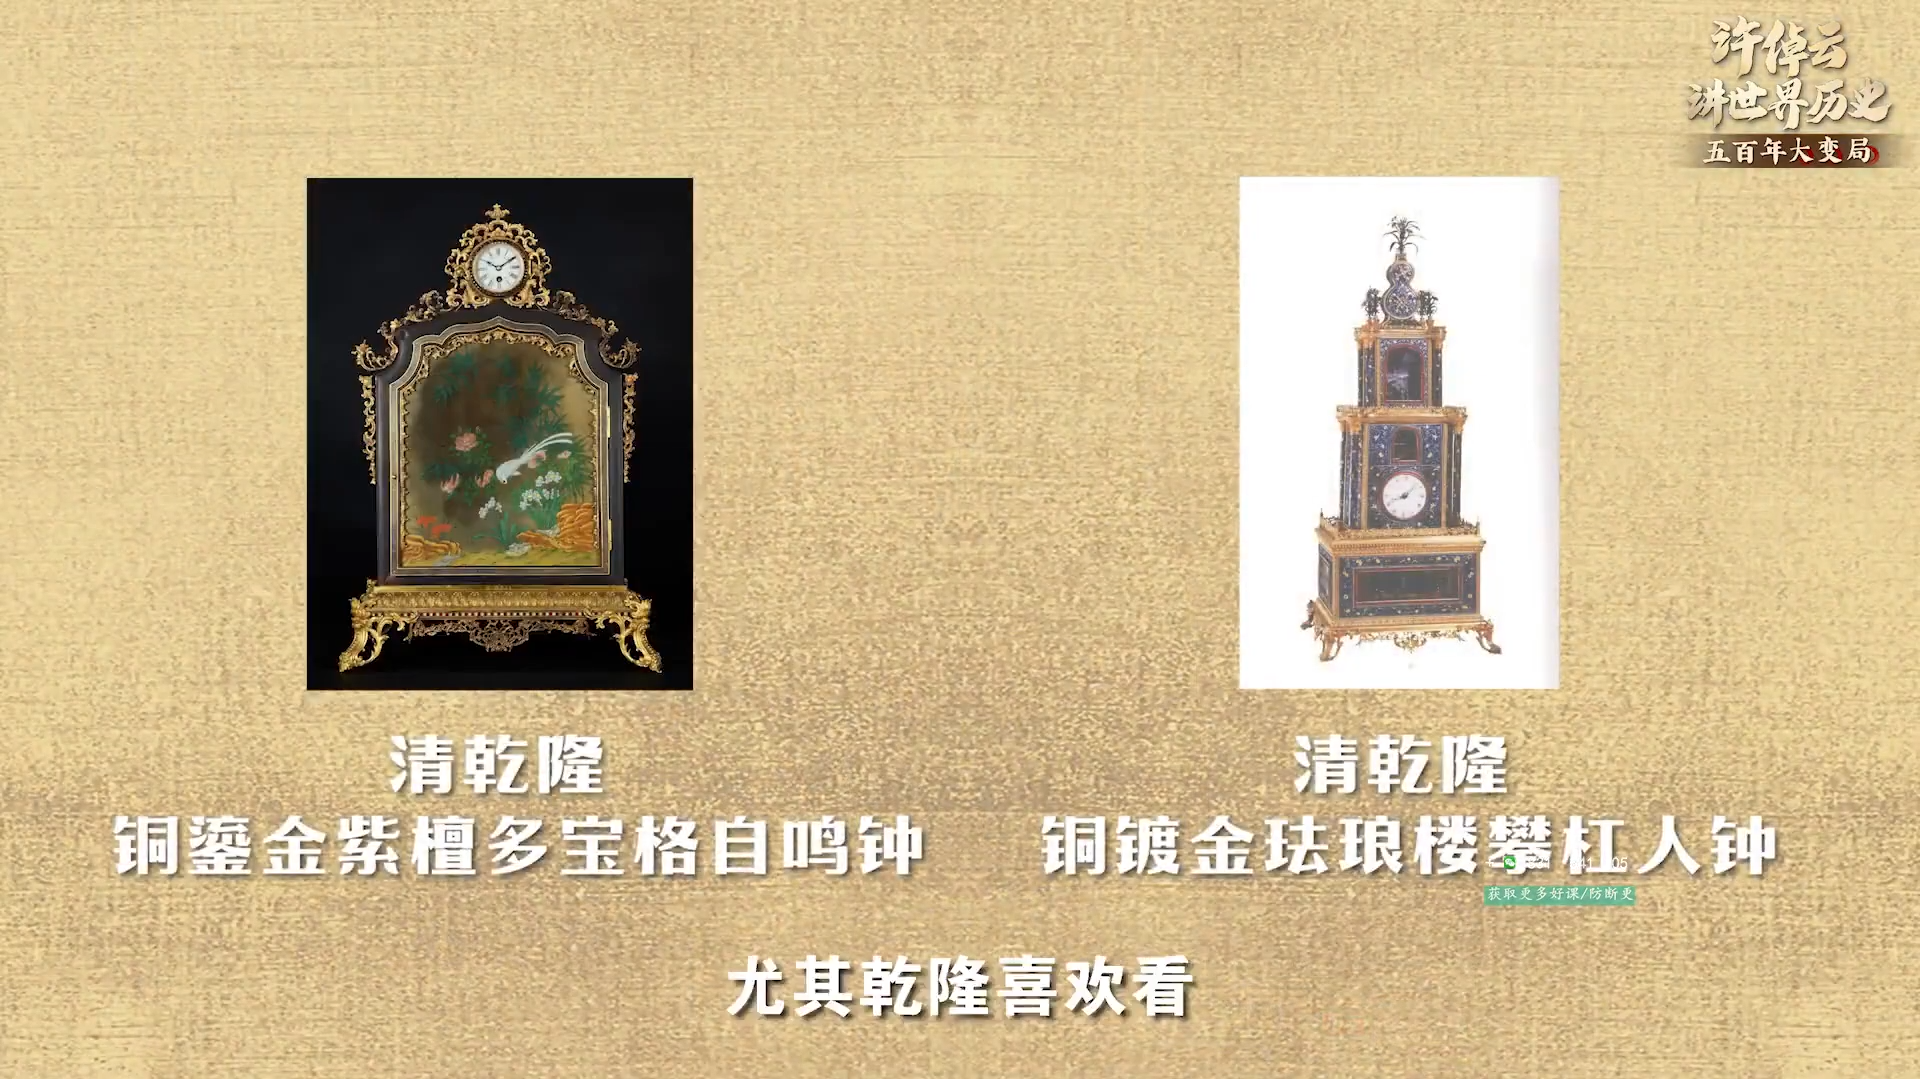 许倬云
讲世界历史
五百年大变局
清乾隆
铜鎏金紫檀多宝格自鸣钟
清乾隆
铜镀金珐琅楼攀杠人钟
获取更多好课/防断更
尤其乾隆喜欢看